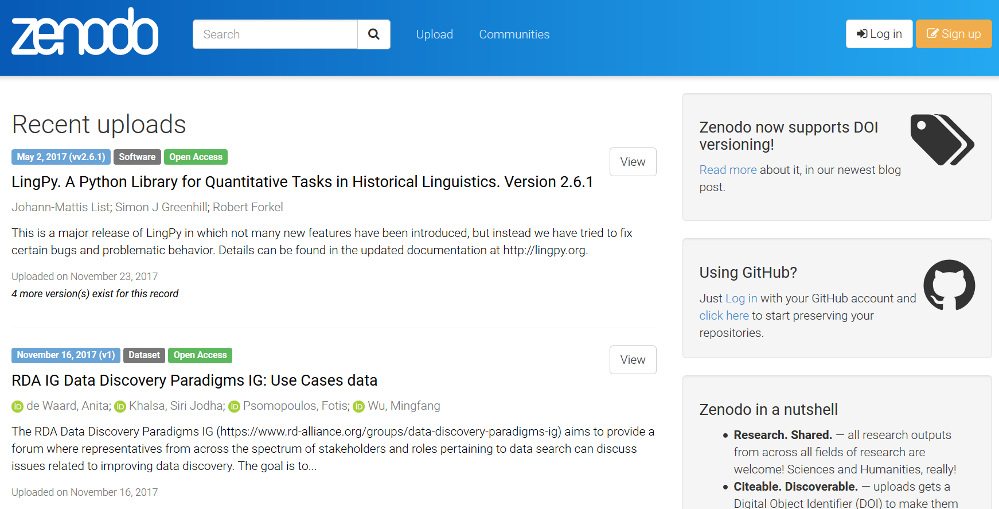 zenodo
Search
Upload
Communities
Log in
Sign up
Recent uploads
May 2, 2017 (vv2.6.1) Software Open Access
View
LingPy. A Python Library for Quantitative Tasks in Historical Linguistics. Version 2.6.1
Johann-Mattis List; Simon J Greenhill; Robert Forkel
This is a major release of LingPy in which not many new features have been introduced, but instead we have tried to fix
certain bugs and problematic behavior. Details can be found in the updated documentation at http://lingpy.org.
Uploaded on November 23, 2017
4 more version(s) exist for this record
November 16, 2017 (v1) Dataset Open Access
View
RDA IG Data Discovery Paradigms IG: Use Cases data
iD de Waard, Anita; iD Khalsa, Siri Jodha; iD Psomopoulos, Fotis; iD Wu, Mingfang
The RDA Data Discovery Paradigms IG (https://www.rd-alliance.org/groups/data-discovery-paradigms-ig) aims to provide a
forum where representatives from across the spectrum of stakeholders and roles pertaining to data search can discuss
issues related to improving data discovery. The goal is to...
Uploaded on November 16, 2017
Zenodo now supports DOI
versioning!
Read more about it, in our newest blog
post.
Using GitHub?
Just Log in with your GitHub account and
click here to start preserving your
repositories.
Zenodo in a nutshell
• Research. Shared. — all research outputs
from across all fields of research are
welcome! Sciences and Humanities, really!
• Citeable. Discoverable. — uploads gets a
Digital Object Identifier (DOI) to make them